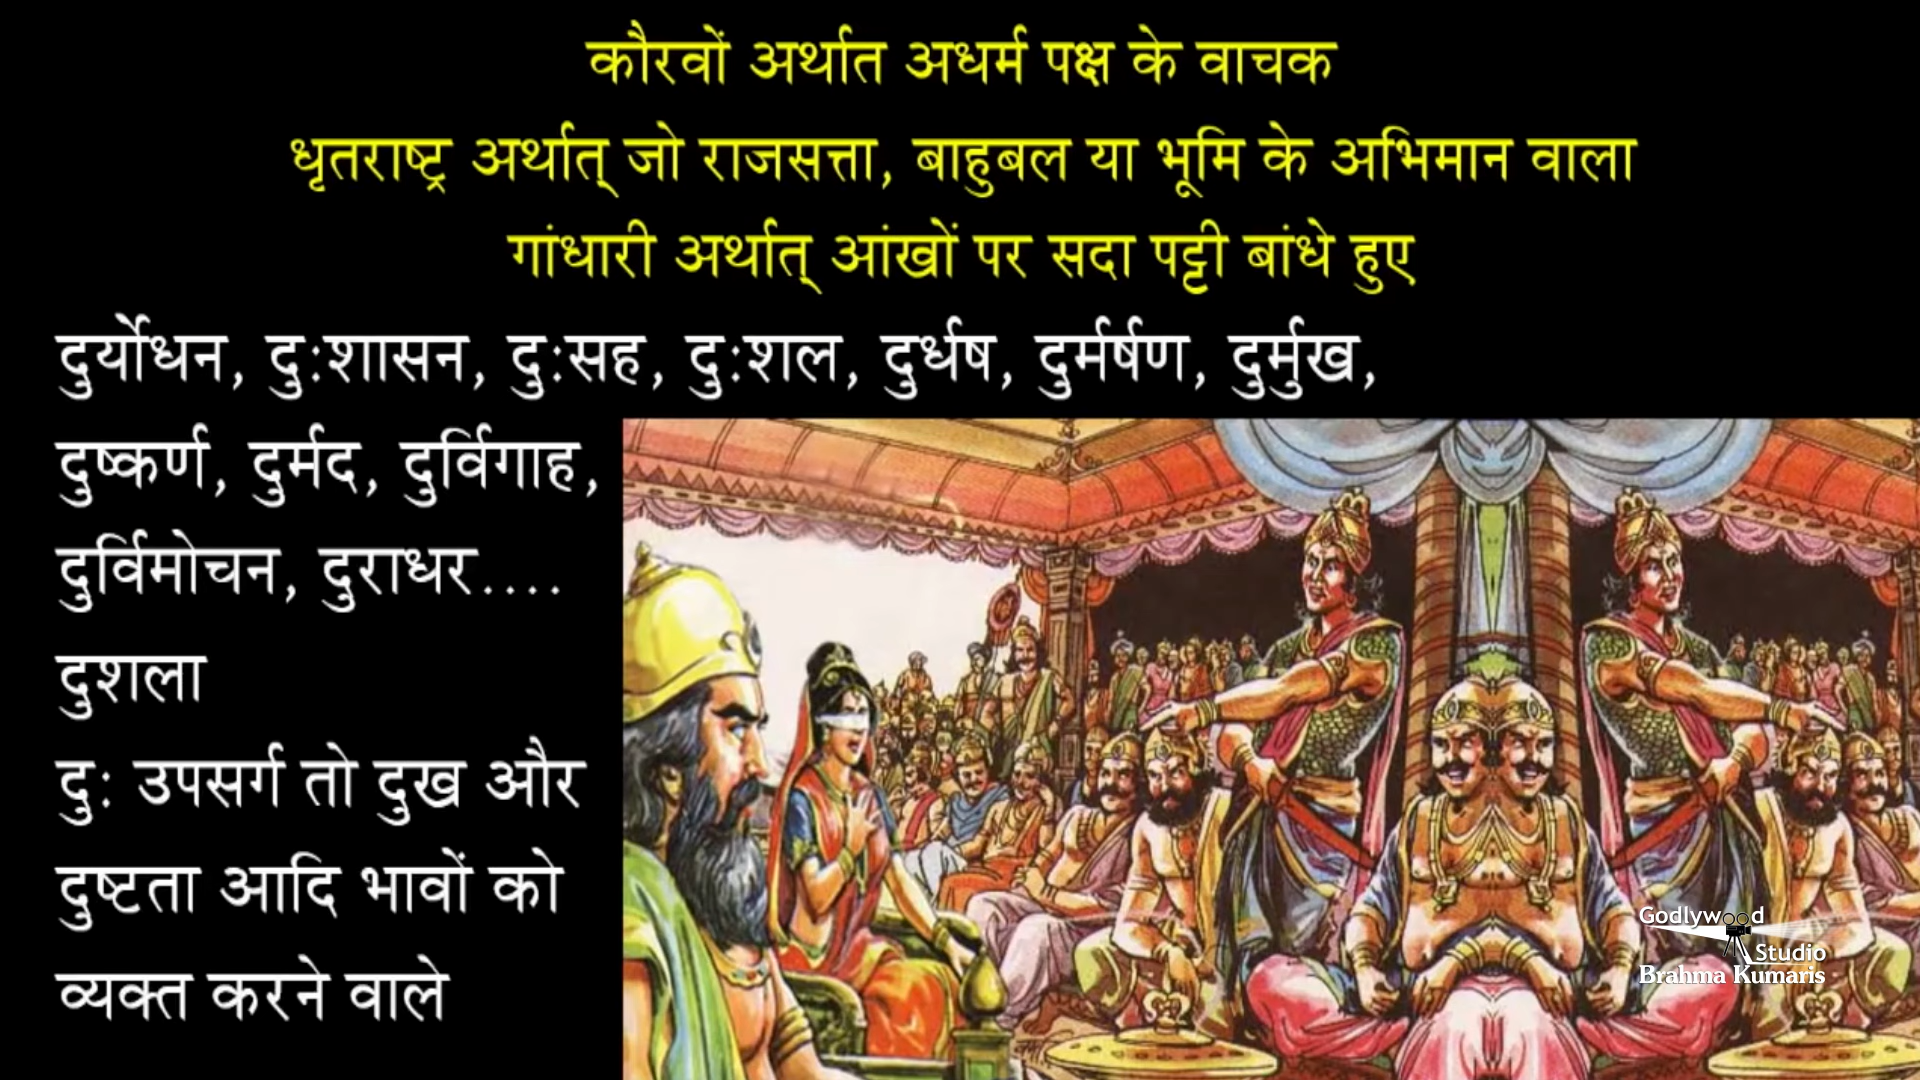 कौरवों अर्थात अधर्म पक्ष के वाचक
धृतराष्ट्र अर्थात् जो राजसत्ता, बाहुबल या भूमि के अभिमान वाला
गांधारी अर्थात् आंखों पर सदा पट्टी बांधे हुए
दुर्योधन, दुःशासन, दुःसह, दुःशल, दुर्धष, दुर्मर्षण, दुर्मुख,
दुष्कर्ण, दुर्मद, दुर्विगाह,
दुर्विमोचन, दुराधर....
दुशला
दुः उपसर्ग तो दुख और
दुष्टता आदि भावों को
व्यक्त करने वाले
Godlywood
Studio
Brahma Kumaris